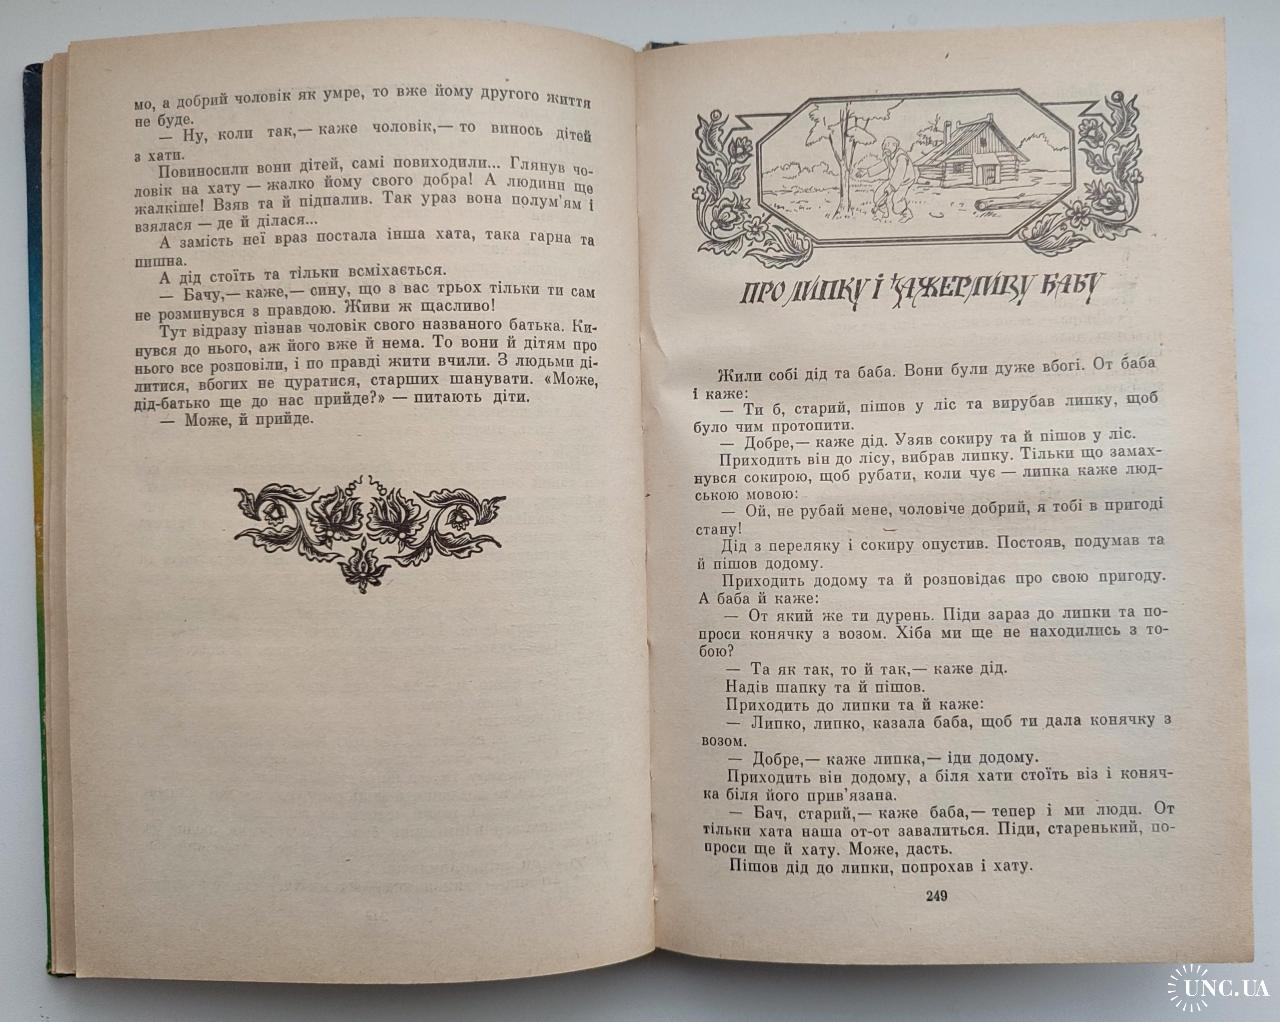 мо, а добрий чоловік як умре, то вже йому другого життя
не буде.
— Ну, коли так,— каже чоловік,— то винось дітей
з хати.
Повиносили вони дітей, самі повиходили... Глянув чо-
ловік на хату — жалко йому свого добра! А людини ще
жалкіше! Взяв та й підпалив. Так ураз вона полум'ям і
взялася — де й ділася...
А замість неї враз постала інша хата, така гарна та
пишна.
А дід стоїть та тільки всміхається.
— Бачу,— каже,— сину, що з вас трьох тільки ти сам
не розминувся з правдою. Живи ж щасливо!
Тут відразу пізнав чоловік свого названого батька. Ки-
нувся до нього, аж його вже й нема. То вони й дітям про
нього все розповіли, і по правді жити вчили. З людьми ді-
литися, вбогих не цуратися, старших шанувати. «Може,
дід-батько ще до нас прийде?» — питають діти.
— Може, й прийде.
ПРО ЛИПКУ І ЗАЖЕРЛИВУ БАБУ
Жили собі дід та баба. Вони були дуже вбогі. От баба
і каже:
— Ти б, старий, пішов у ліс та вирубав липку, щоб
було чим протопити.
— Добре,— каже дід. Узяв сокиру та й пішов у ліс.
Приходить він до лісу, вибрав липку. Тільки що замах-
нувся сокирою, щоб рубати, коли чує — липка каже люд-
ською мовою:
— Ой, не рубай мене, чоловіче добрий, я тобі в пригоді
стану!
Дід з переляку і сокиру опустив. Постояв, подумав та
й пішов додому.
Приходить додому та й розповідає про свою пригоду.
А баба й каже:
— От який же ти дурень. Піди зараз до липки та по-
проси конячку з возом. Хіба ми ще не находились з то-
бою?
— Та як так, то й так,— каже дід.
Надів шапку та й пішов.
Приходить до липки та й каже:
— Липко, липко, казала баба, щоб ти дала конячку з
возом.
— Добре,— каже липка,— іди додому.
Приходить він додому, а біля хати стоїть віз і коняч-
ка біля його прив'язана.
— Бач, старий,— каже баба,— тепер і ми люди. От
тільки хата наша от-от завалиться. Піди, старенький, по-
проси ще й хату. Може, дасть.
Пішов дід до липки, попрохав і хату.
249
UNC.UA